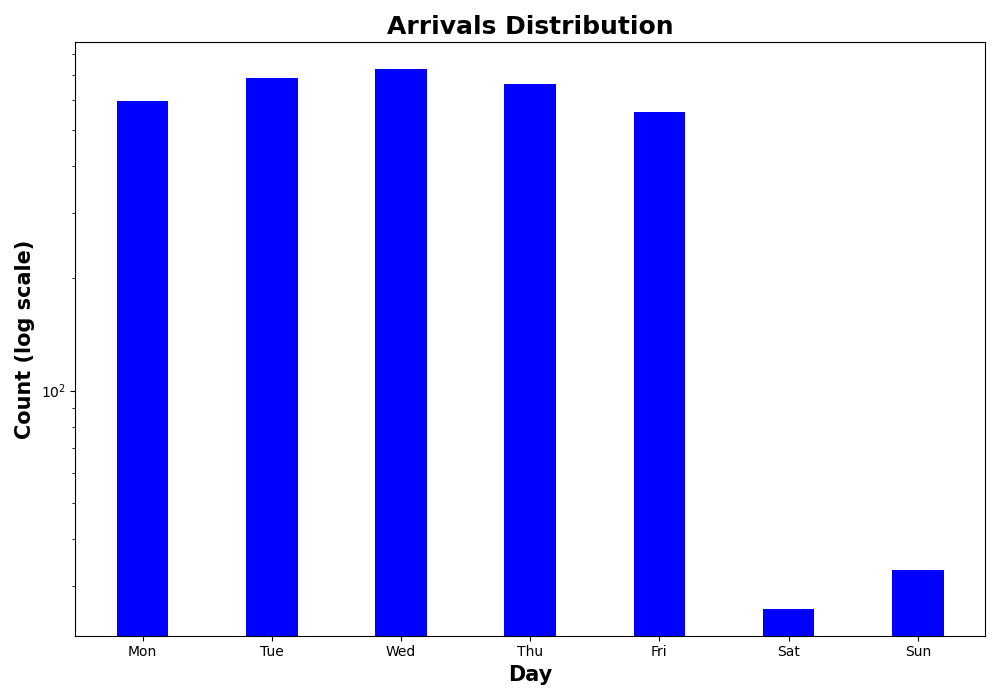 Arrivals Distribution
Count (log scale)
10²
Mon Tue Wed Thu Fri Sat Sun
Day